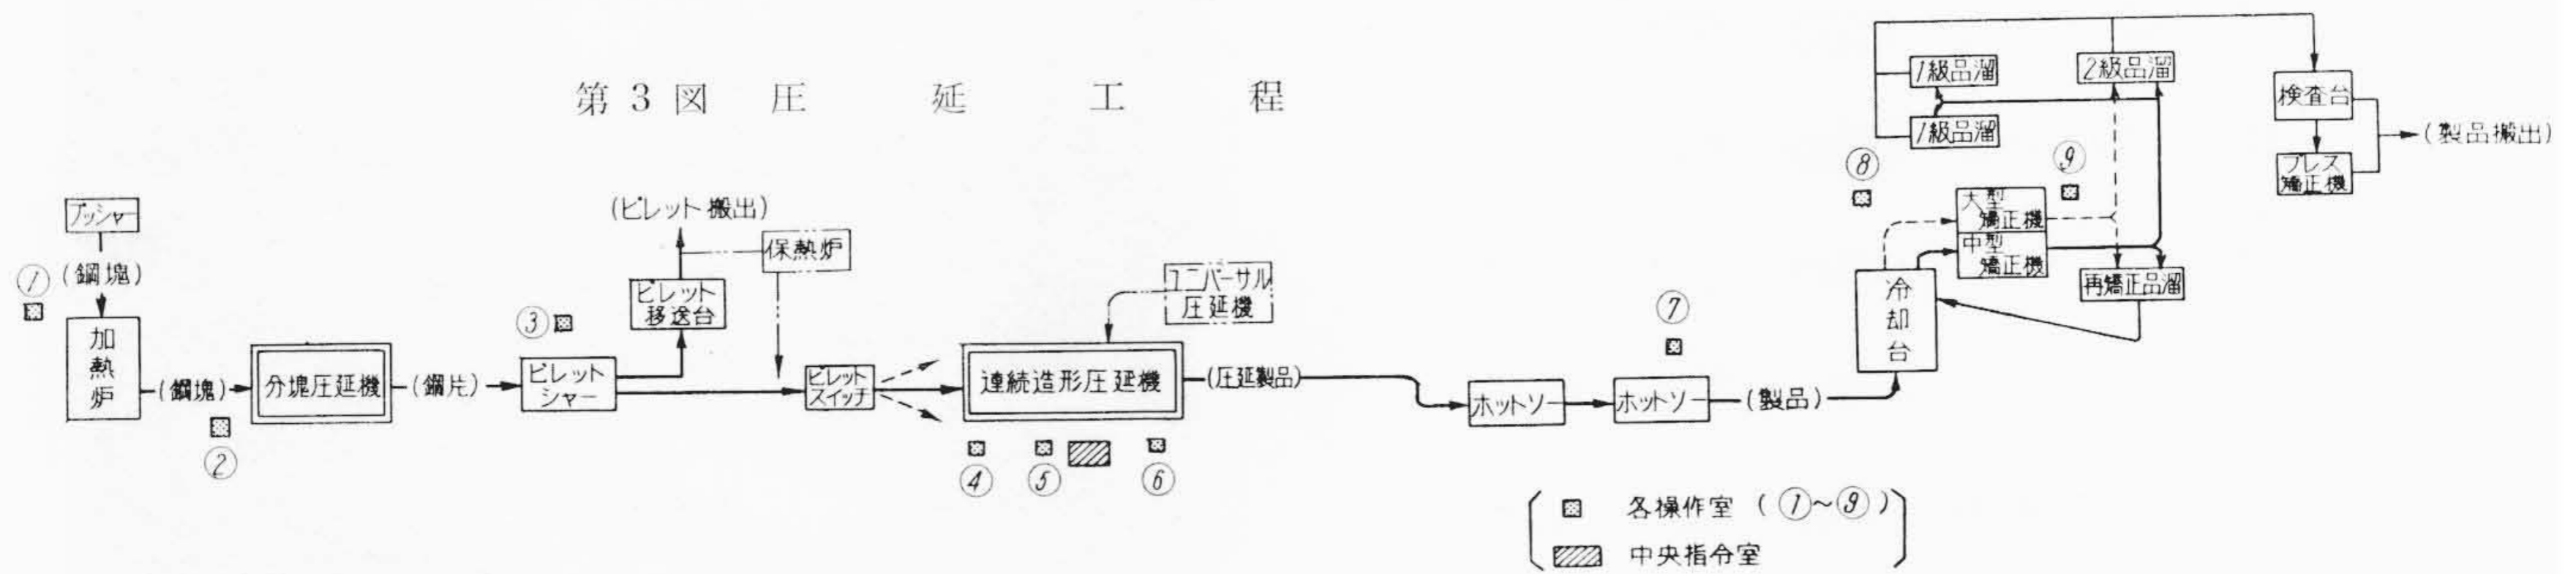 第3図 圧延工程
プッシャー
(鋼塊)
①
加熱炉
(鋼塊)
②
分塊圧延機
(鋼片)
③
ビレット
シャー
(ビレット搬出)
保熱炉
ビレット
移送台
ビレット
スイッチ
ユニバーサル
圧延機
連続造形圧延機
④
⑤
⑥
(圧延製品)
ホットソー
⑦
ホットソー
(製品)
冷却台
⑧
1級品溜
1級品溜
2級品溜
⑨
大型
矯正機
中型
矯正機
再矯正品溜
検査台
プレス
矯正機
(製品搬出)
各操作室 (①~⑨)
中央指令室